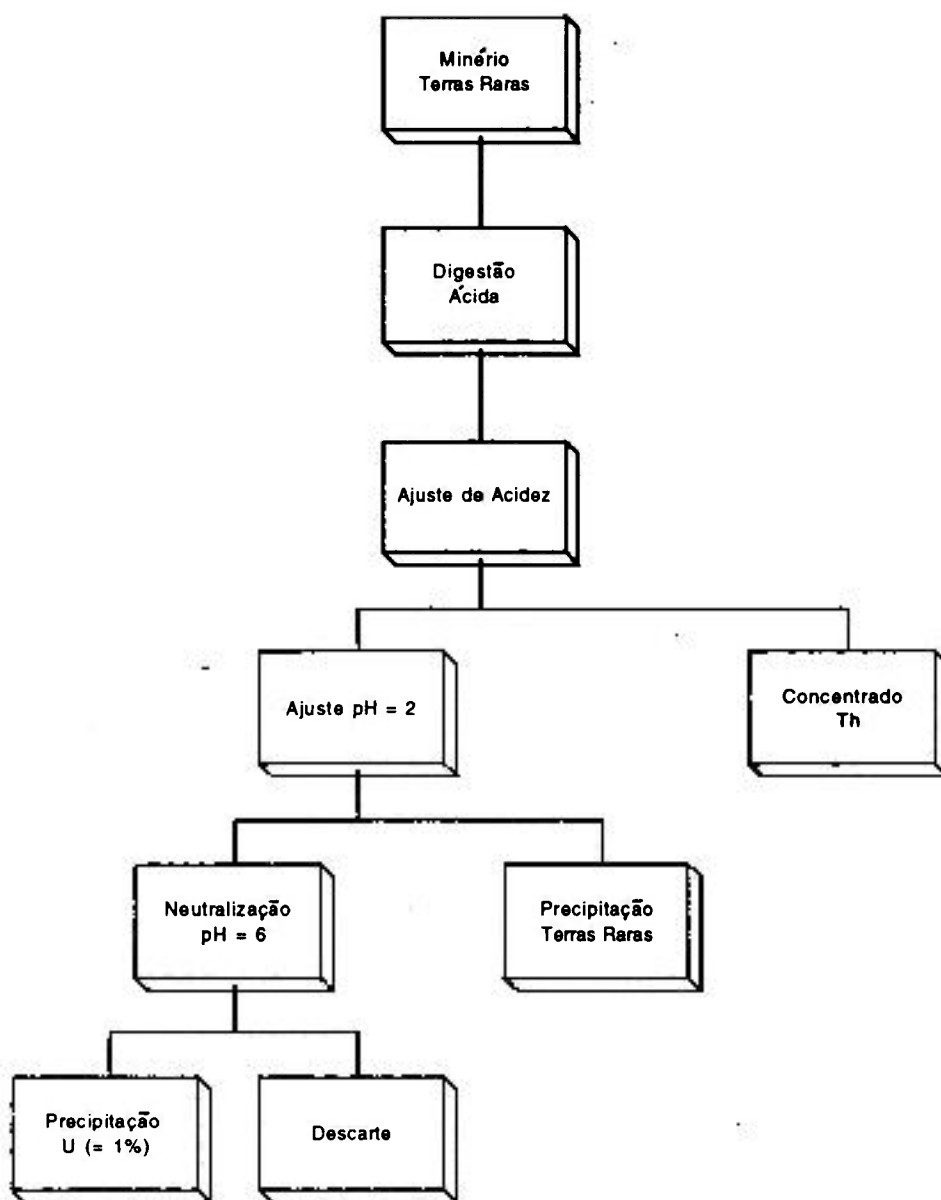 Minério
Terras Raras
Digestão
Ácida
Ajuste de Acidez
Ajuste pH = 2
Concentrado
Th
Neutralização
pH = 6
Precipitação
Terras Raras
Precipitação
U (= 1%)
Descarte